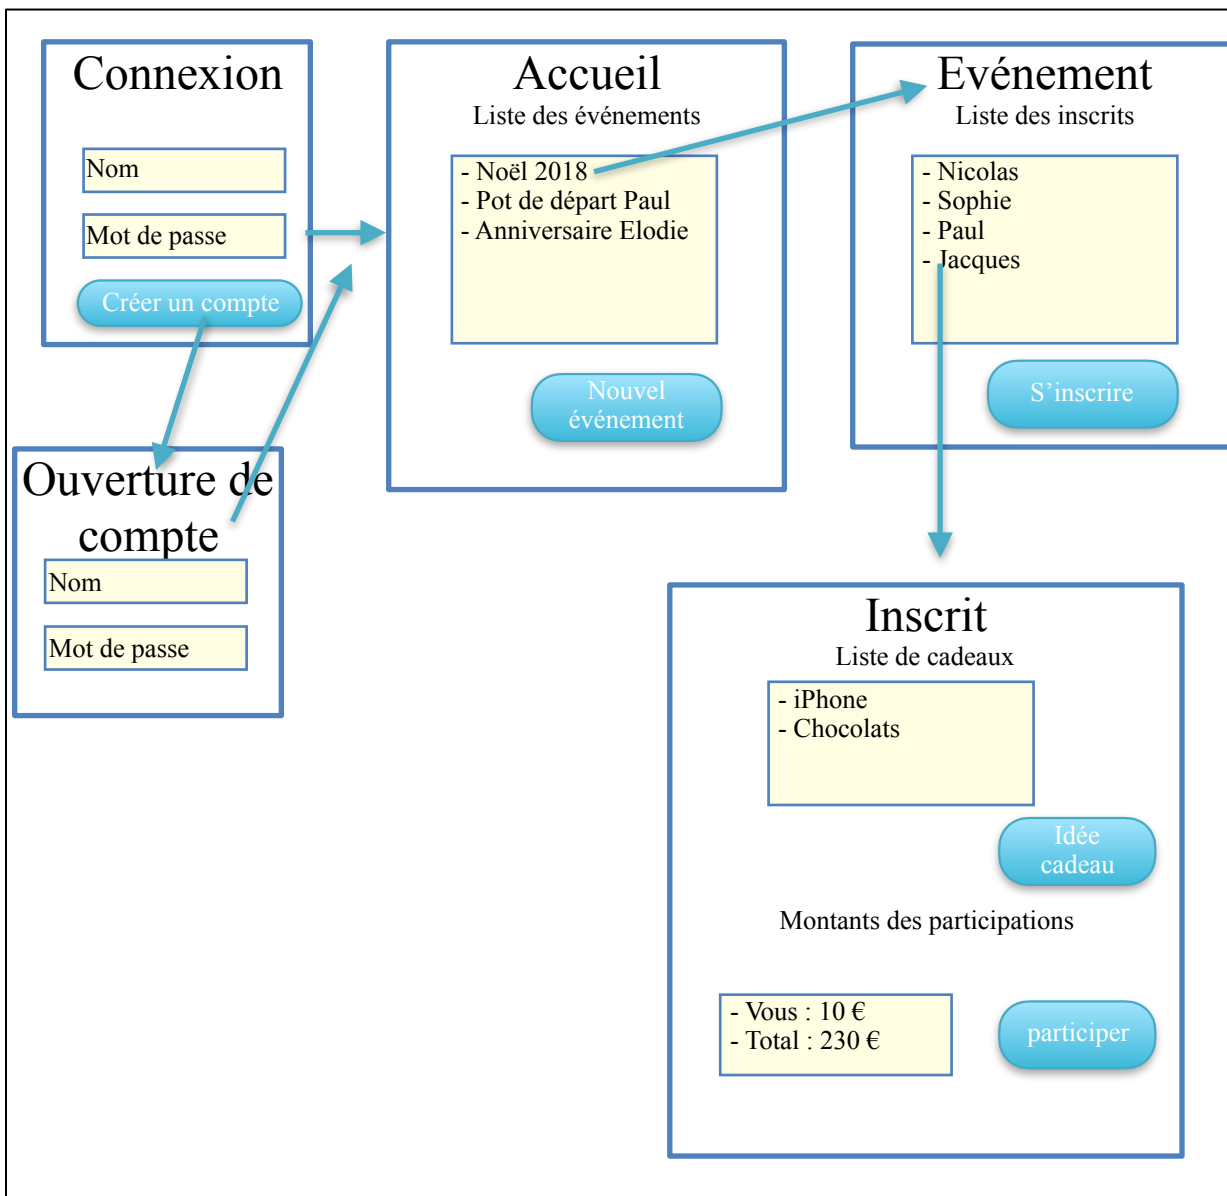 Connexion
Nom
Mot de passe
Créer un compte
Ouverture de
compte
Nom
Mot de passe
Accueil
Liste des événements
- Noël 2018
- Pot de départ Paul
- Anniversaire Elodie
Nouvel
événement
Evénement
Liste des inscrits
- Nicolas
- Sophie
- Paul
- Jacques
S’inscrire
Inscrit
Liste de cadeaux
- iPhone
- Chocolats
Idée
cadeau
Montants des participations
- Vous : 10 €
- Total : 230 €
participer